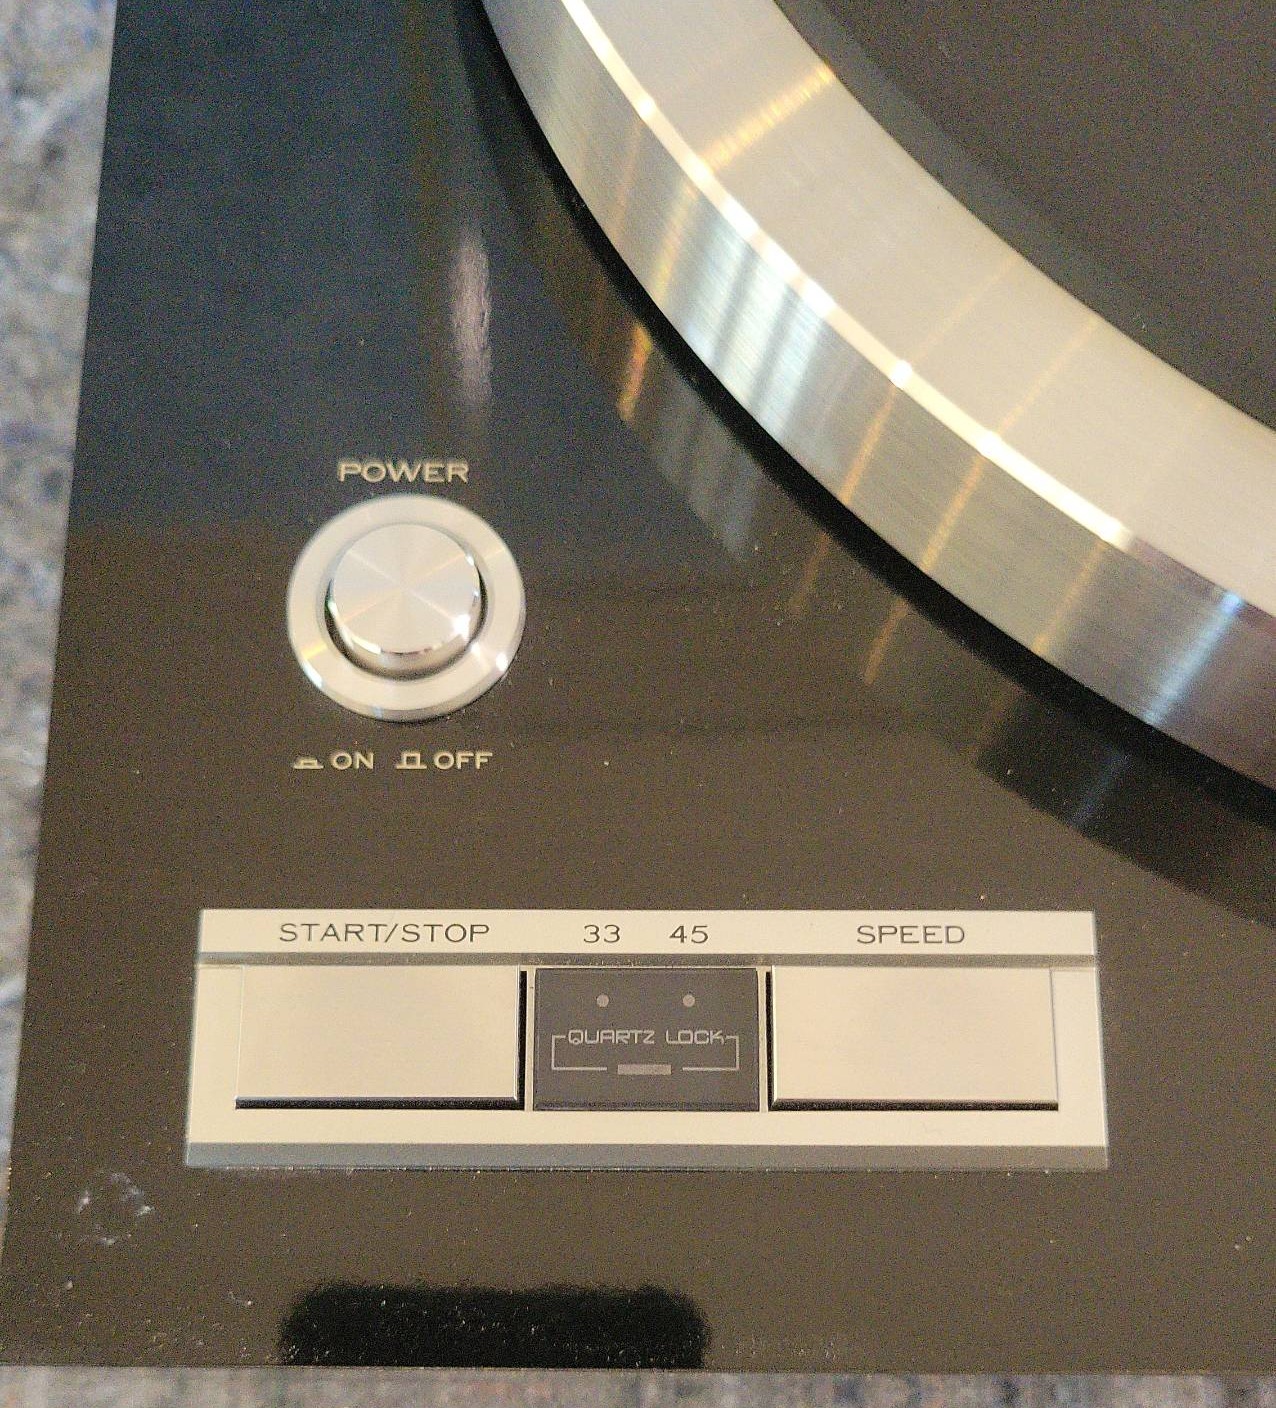 POWER
ON OFF
START/STOP 33 45 SPEED
QUARTZ LOCK